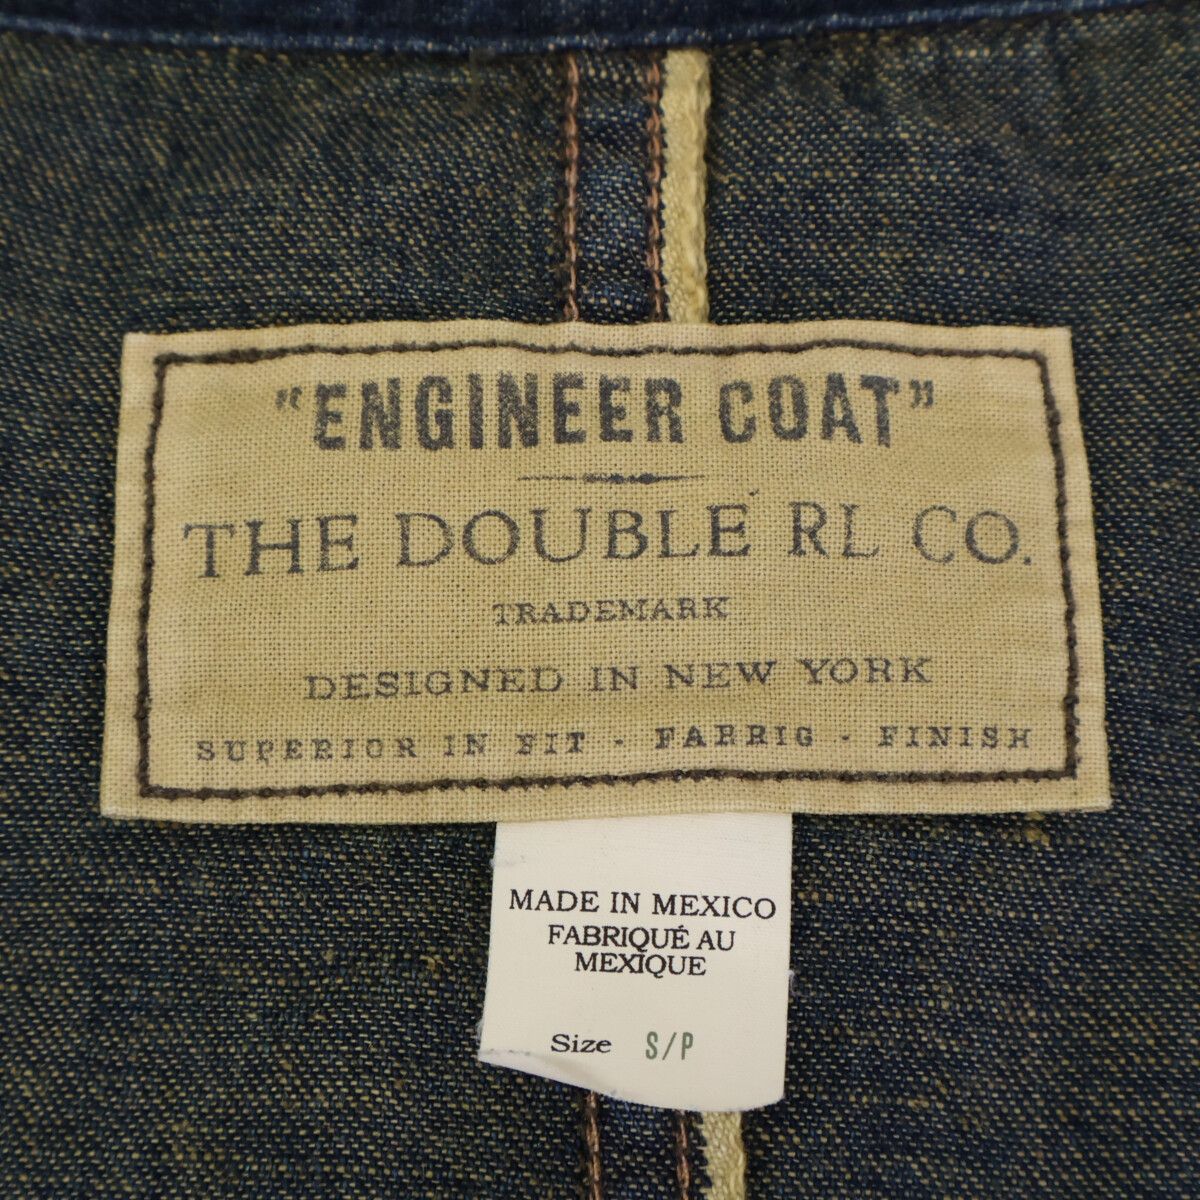 "ENGINEER COAT"
THE DOUBLE RL CO.
TRADEMARK
DESIGNED IN NEW YORK
SUPERIOR IN FIT - FABRIC - FINISH
MADE IN MEXICO
FABRIQUÉ AU
MEXIQUE
Size S/P